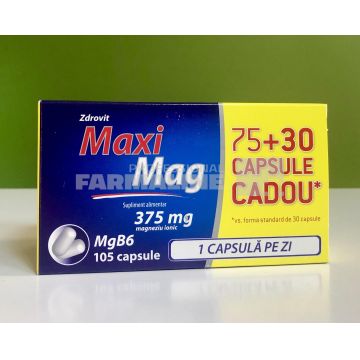 Zdrovit
Maxi
Mag
Supliment alimentar
375 mg
magneziu ionic
MgB6
105 capsule
75+30
CAPSULE
CADOU*
*vs. forma standard de 30 capsule
1 CAPSULĂ PE ZI